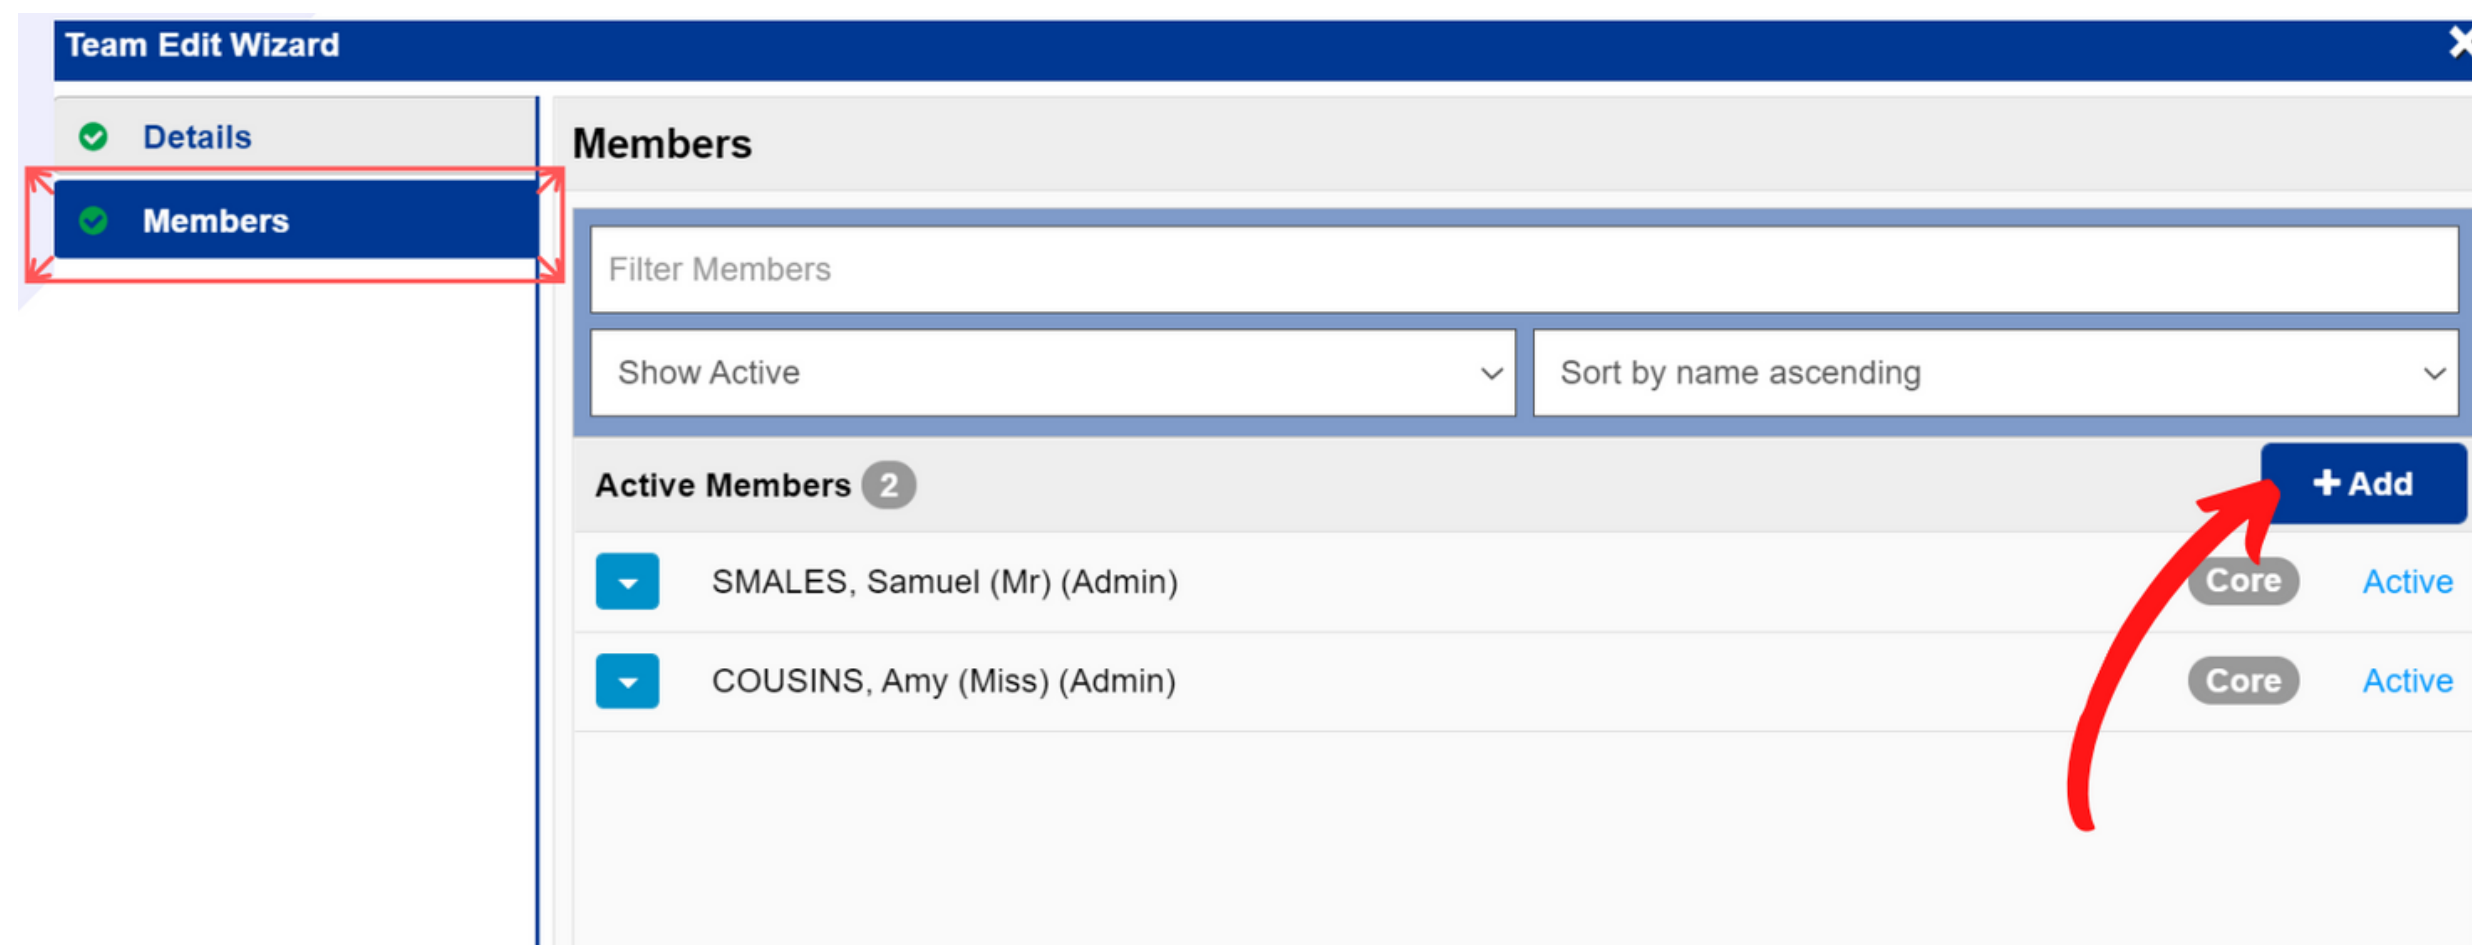 Team Edit Wizard
Details
Members
Members
Filter Members
Show Active
Sort by name ascending
Active Members 2
Add
SMALES, Samuel (Mr) (Admin) Core Active
COUSINS, Amy (Miss) (Admin) Core Active